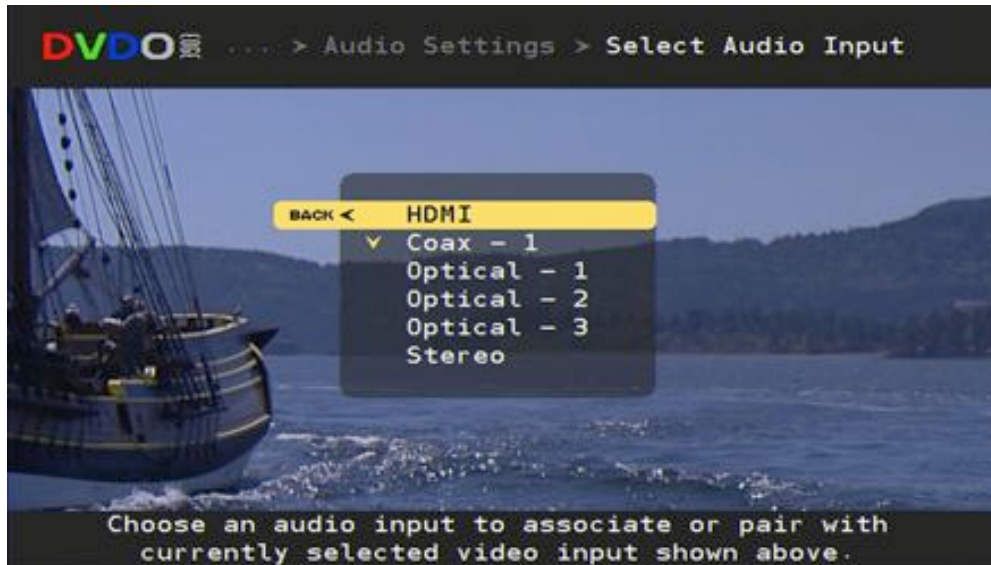 DVDO ... > Audio Settings > Select Audio Input
BACK < HDMI
Coax – 1
Optical – 1
Optical – 2
Optical – 3
Stereo
Choose an audio input to associate or pair with
currently selected video input shown above.